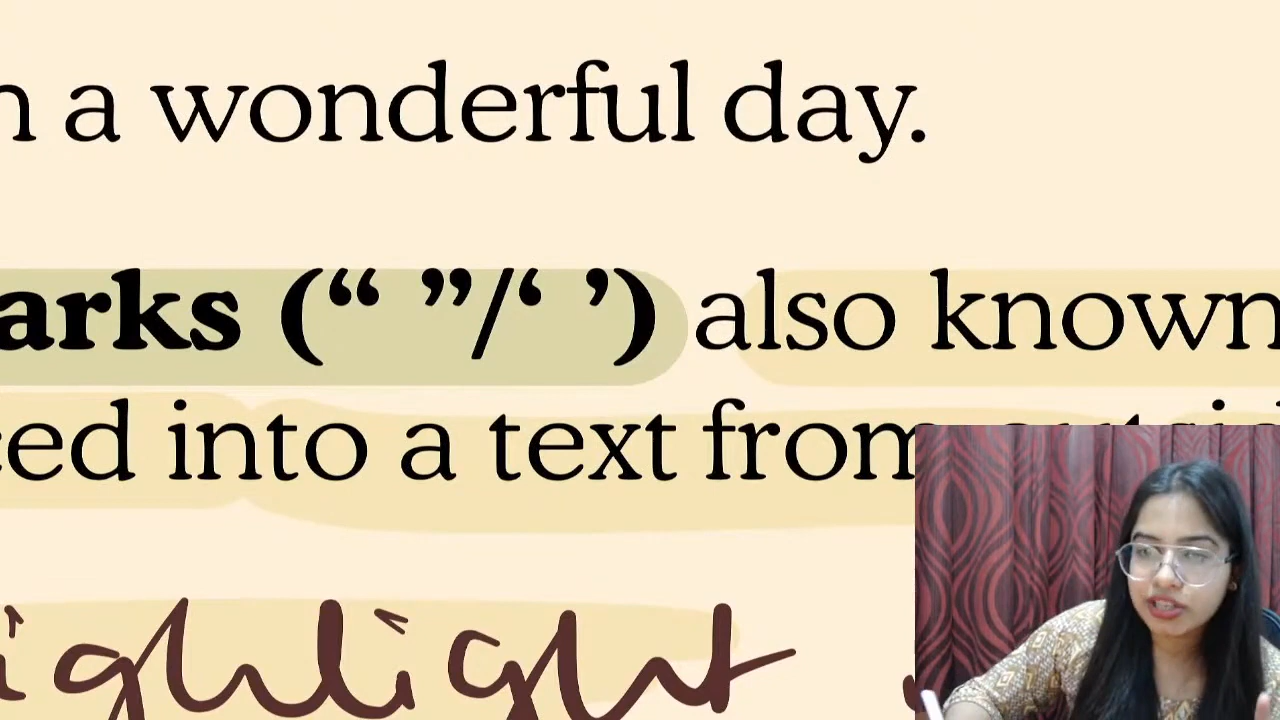 a wonderful day.
arks (“ ”/‘ ’) also known
ced into a text from
ighlight